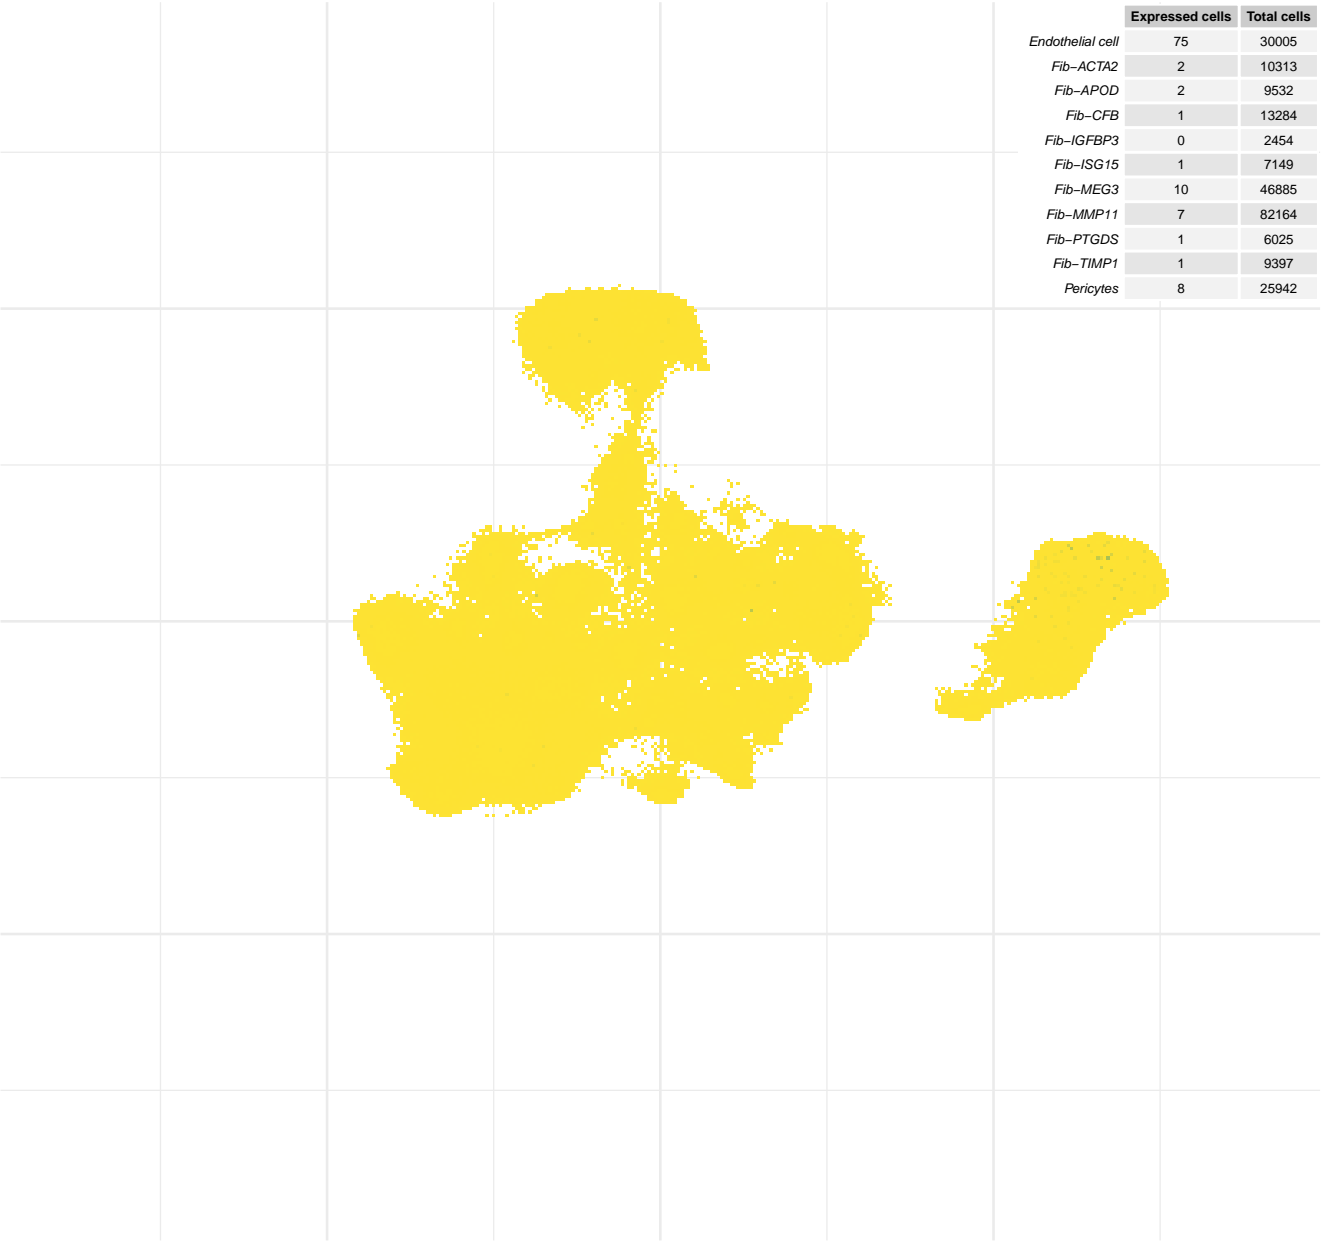 Expressed cells Total cells
Endothelial cell 75 30005
Fib−ACTA2 2 10313
Fib−APOD 2 9532
Fib−CFB 1 13284
Fib−IGFBP3 0 2454
Fib−ISG15 1 7149
Fib−MEG3 10 46885
Fib−MMP11 7 82164
Fib−PTGDS 1 6025
Fib−TIMP1 1 9397
Pericytes 8 25942